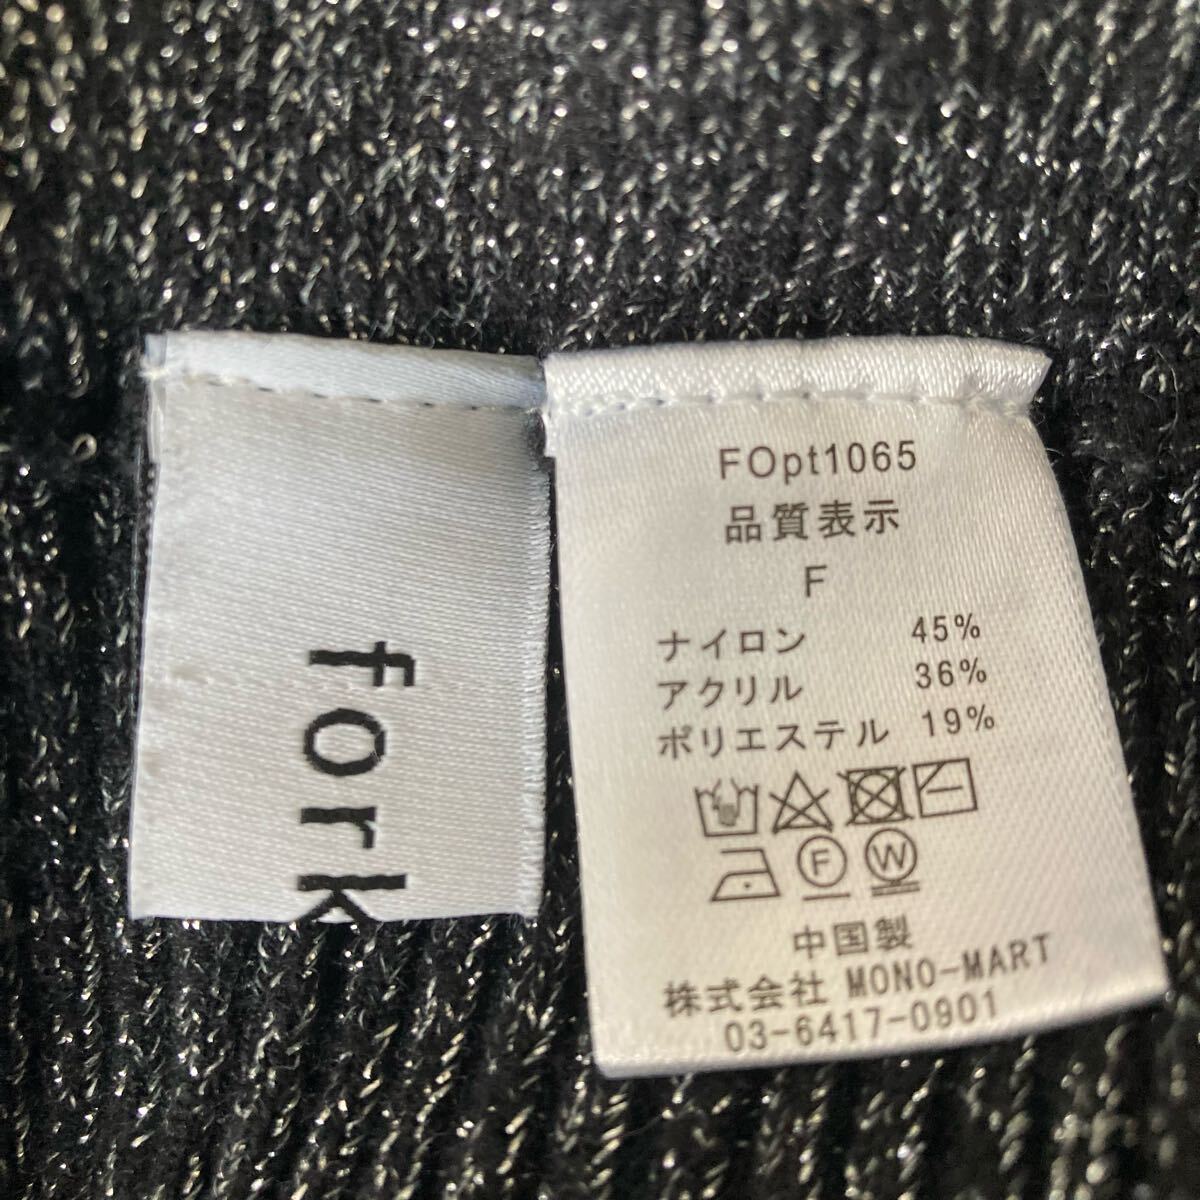 fork
FOpt1065
品質表示
F
ナイロン 45%
アクリル 36%
ポリエステル 19%
F W
中国製
株式会社 MONO-MART
03-6417-0901